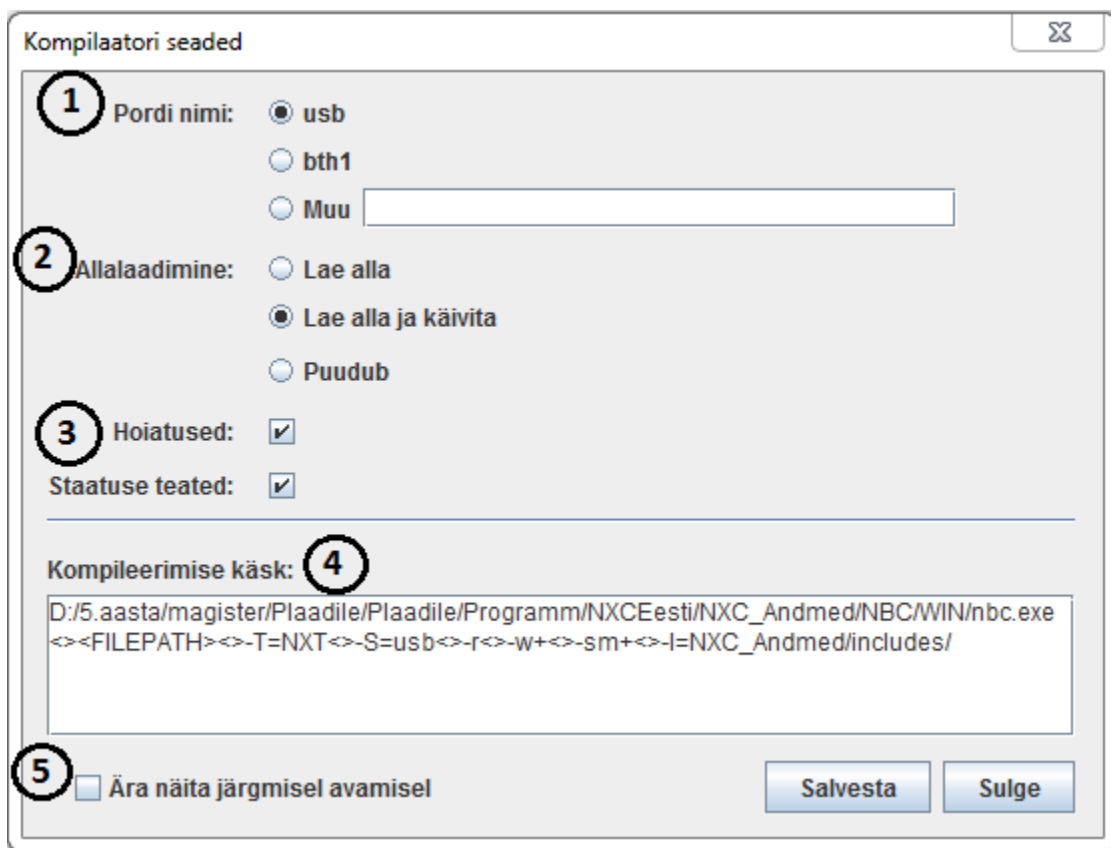 Kompilaatori seaded
1 Pordi nimi: usb
bth1
Muu
2 Allalaadimine: Lae alla
Lae alla ja käivita
Puudub
3 Hoiatused:
Staatuse teated:
Kompileerimise käsk: 4
D:/5.aasta/magister/Plaadile/Plaadile/Programm/NXCEesti/NXC_Andmed/NBC/WIN/nbc.exe
<><FILEPATH><>-T=NXT<>-S=usb<>-r<>-w+<>-sm+<>-I=NXC_Andmed/includes/
5 Ära näita järgmisel avamisel Salvesta Sulge